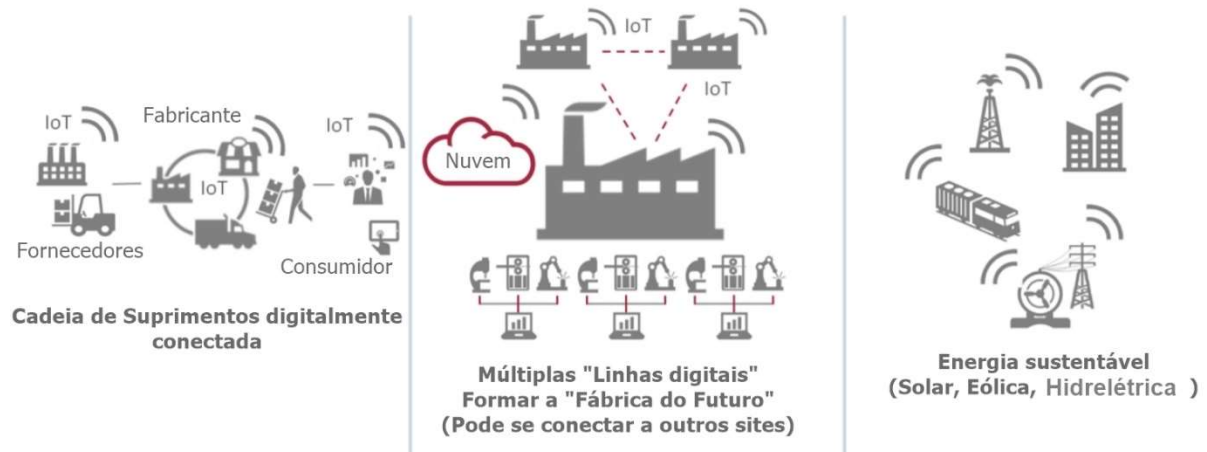 IoT
Fabricante
IoT
IoT
Fornecedores
Consumidor
Cadeia de Suprimentos digitalmente
conectada
IoT
IoT
Nuvem
Múltiplas "Linhas digitais"
Formar a "Fábrica do Futuro"
(Pode se conectar a outros sites)
Energia sustentável
(Solar, Eólica, Hidrelétrica )